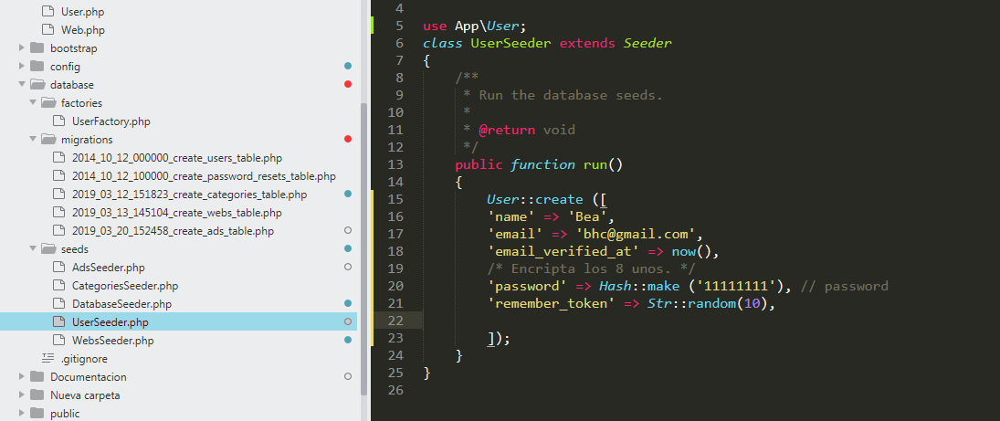 User.php
Web.php
bootstrap
config
database
factories
UserFactory.php
migrations
2014_10_12_000000_create_users_table.php
2014_10_12_100000_create_password_resets_table.php
2019_03_12_151823_create_categories_table.php
2019_03_13_145104_create_webs_table.php
2019_03_20_152458_create_ads_table.php
seeds
AdsSeeder.php
CategoriesSeeder.php
DatabaseSeeder.php
UserSeeder.php
WebsSeeder.php
.gitignore
Documentacion
Nueva carpeta
public
4
5 use App\User;
6 class UserSeeder extends Seeder
7 {
8 /**
9 * Run the database seeds.
10 *
11 * @return void
12 */
13 public function run()
14 {
15 User::create ([
16 'name' => 'Bea',
17 'email' => 'bhc@gmail.com',
18 'email_verified_at' => now(),
19 /* Encripta los 8 unos. */
20 'password' => Hash::make ('11111111'), // password
21 'remember_token' => Str::random(10),
22
23 ]);
24 }
25 }
26